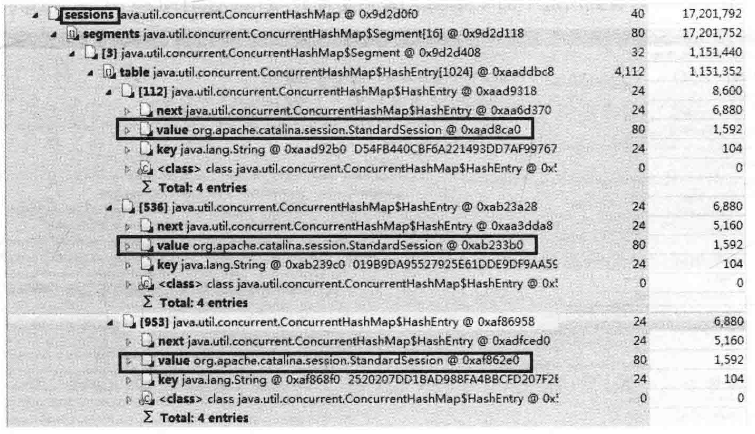 sessions java.util.concurrent.ConcurrentHashMap @ 0x9d2d0f0 40 17,201,792
segments java.util.concurrent.ConcurrentHashMap$Segment[16] @ 0x9d2d118 80 17,201,752
[3] java.util.concurrent.ConcurrentHashMap$Segment @ 0x9d2d408 32 1,151,440
table java.util.concurrent.ConcurrentHashMap$HashEntry[1024] @ 0xaaddbc8 4,112 1,151,352
[112] java.util.concurrent.ConcurrentHashMap$HashEntry @ 0xaad9318 24 8,600
next java.util.concurrent.ConcurrentHashMap$HashEntry @ 0xaa6d370 24 6,880
value org.apache.catalina.session.StandardSession @ 0xaad8ca0 80 1,592
key java.lang.String @ 0xaad92b0 D54FB440CBF6A221493DD7AF99767 24 104
<class> class java.util.concurrent.ConcurrentHashMap$HashEntry @ 0x 0 0
Σ Total: 4 entries
[536] java.util.concurrent.ConcurrentHashMap$HashEntry @ 0xab23a28 24 6,880
next java.util.concurrent.ConcurrentHashMap$HashEntry @ 0xaa3dda8 24 5,160
value org.apache.catalina.session.StandardSession @ 0xab233b0 80 1,592
key java.lang.String @ 0xab239c0 019B9DA95527925E61DDE9DF9AA59 24 104
<class> class java.util.concurrent.ConcurrentHashMap$HashEntry @ 0x 0 0
Σ Total: 4 entries
[953] java.util.concurrent.ConcurrentHashMap$HashEntry @ 0xaf86958 24 6,880
next java.util.concurrent.ConcurrentHashMap$HashEntry @ 0xadfced0 24 5,160
value org.apache.catalina.session.StandardSession @ 0xaf862e0 80 1,592
key java.lang.String @ 0xaf868f0 2520207DD1BAD988FA4BBCFD207F2E 24 104
<class> class java.util.concurrent.ConcurrentHashMap$HashEntry @ 0x 0 0
Σ Total: 4 entries